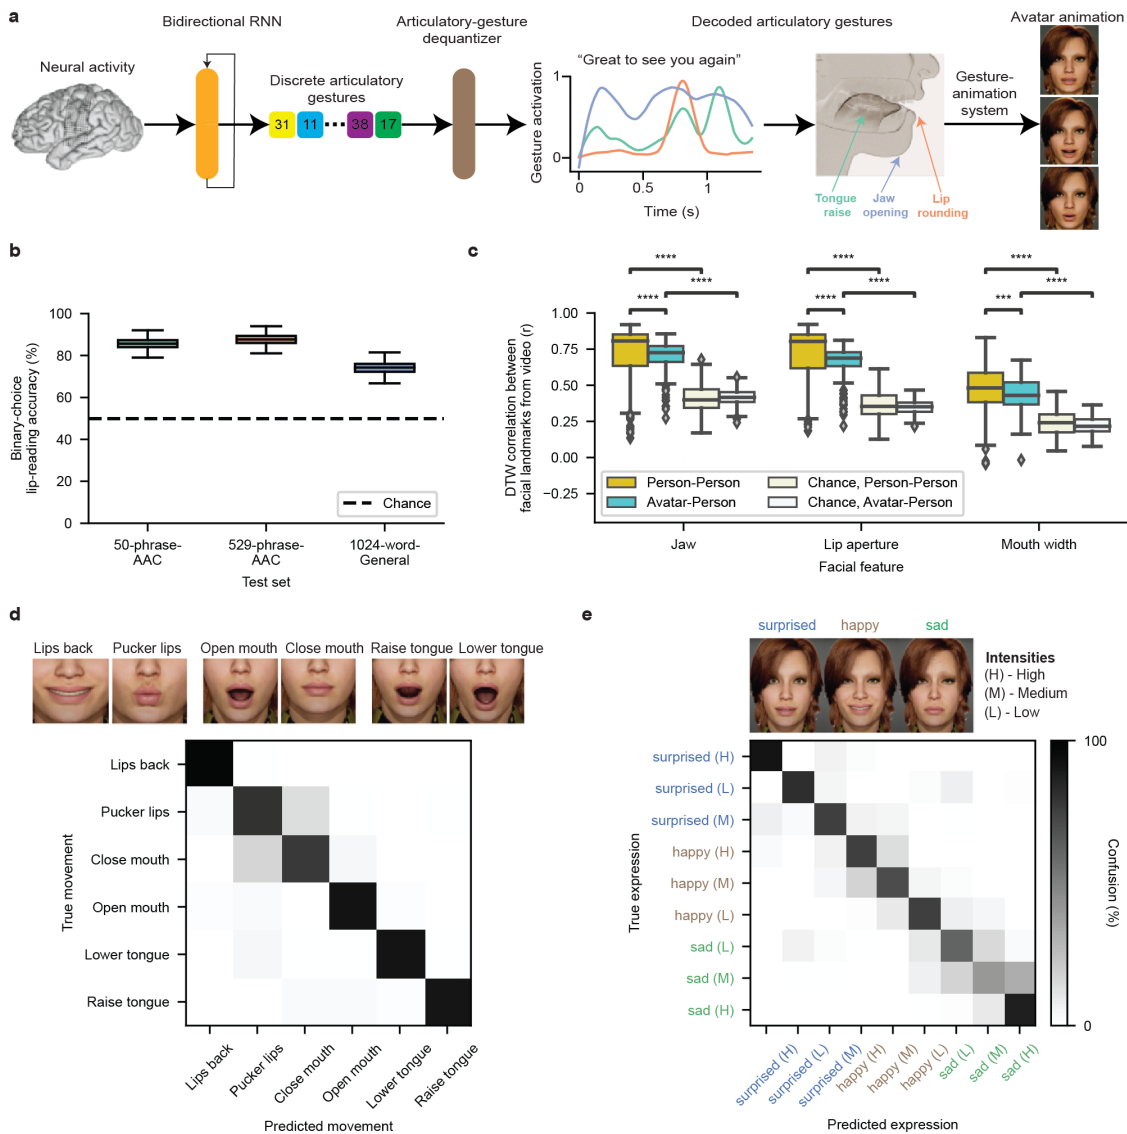 a
Bidirectional RNN
Articulatory-gesture
dequantizer
Decoded articulatory gestures
Avatar animation
Neural activity
Discrete articulatory
gestures
31
11
38
17
Gesture activation
"Great to see you again"
1
0
0
0.5
1
Time (s)
Tongue
raise
Jaw
opening
Lip
rounding
Gesture-
animation
system
b
Binary-choice
lip-reading accuracy (%)
100
80
60
40
20
0
Chance
50-phrase-
AAC
529-phrase-
AAC
1024-word-
General
Test set
c
DTW correlation between
facial landmarks from video (r)
1.00
0.75
0.50
0.25
0.00
−0.25
****
****
****
****
****
****
****
***
****
Person-Person
Avatar-Person
Chance, Person-Person
Chance, Avatar-Person
Jaw
Lip aperture
Mouth width
Facial feature
d
Lips back
Pucker lips
Open mouth
Close mouth
Raise tongue
Lower tongue
True movement
Lips back
Pucker lips
Close mouth
Open mouth
Lower tongue
Raise tongue
Lips back
Pucker lips
Close mouth
Open mouth
Lower tongue
Raise tongue
Predicted movement
e
surprised
happy
sad
Intensities
(H) - High
(M) - Medium
(L) - Low
True expression
surprised (H)
surprised (L)
surprised (M)
happy (H)
happy (M)
happy (L)
sad (L)
sad (M)
sad (H)
surprised (H)
surprised (L)
surprised (M)
happy (H)
happy (M)
happy (L)
sad (L)
sad (M)
sad (H)
Predicted expression
100
0
Confusion (%)